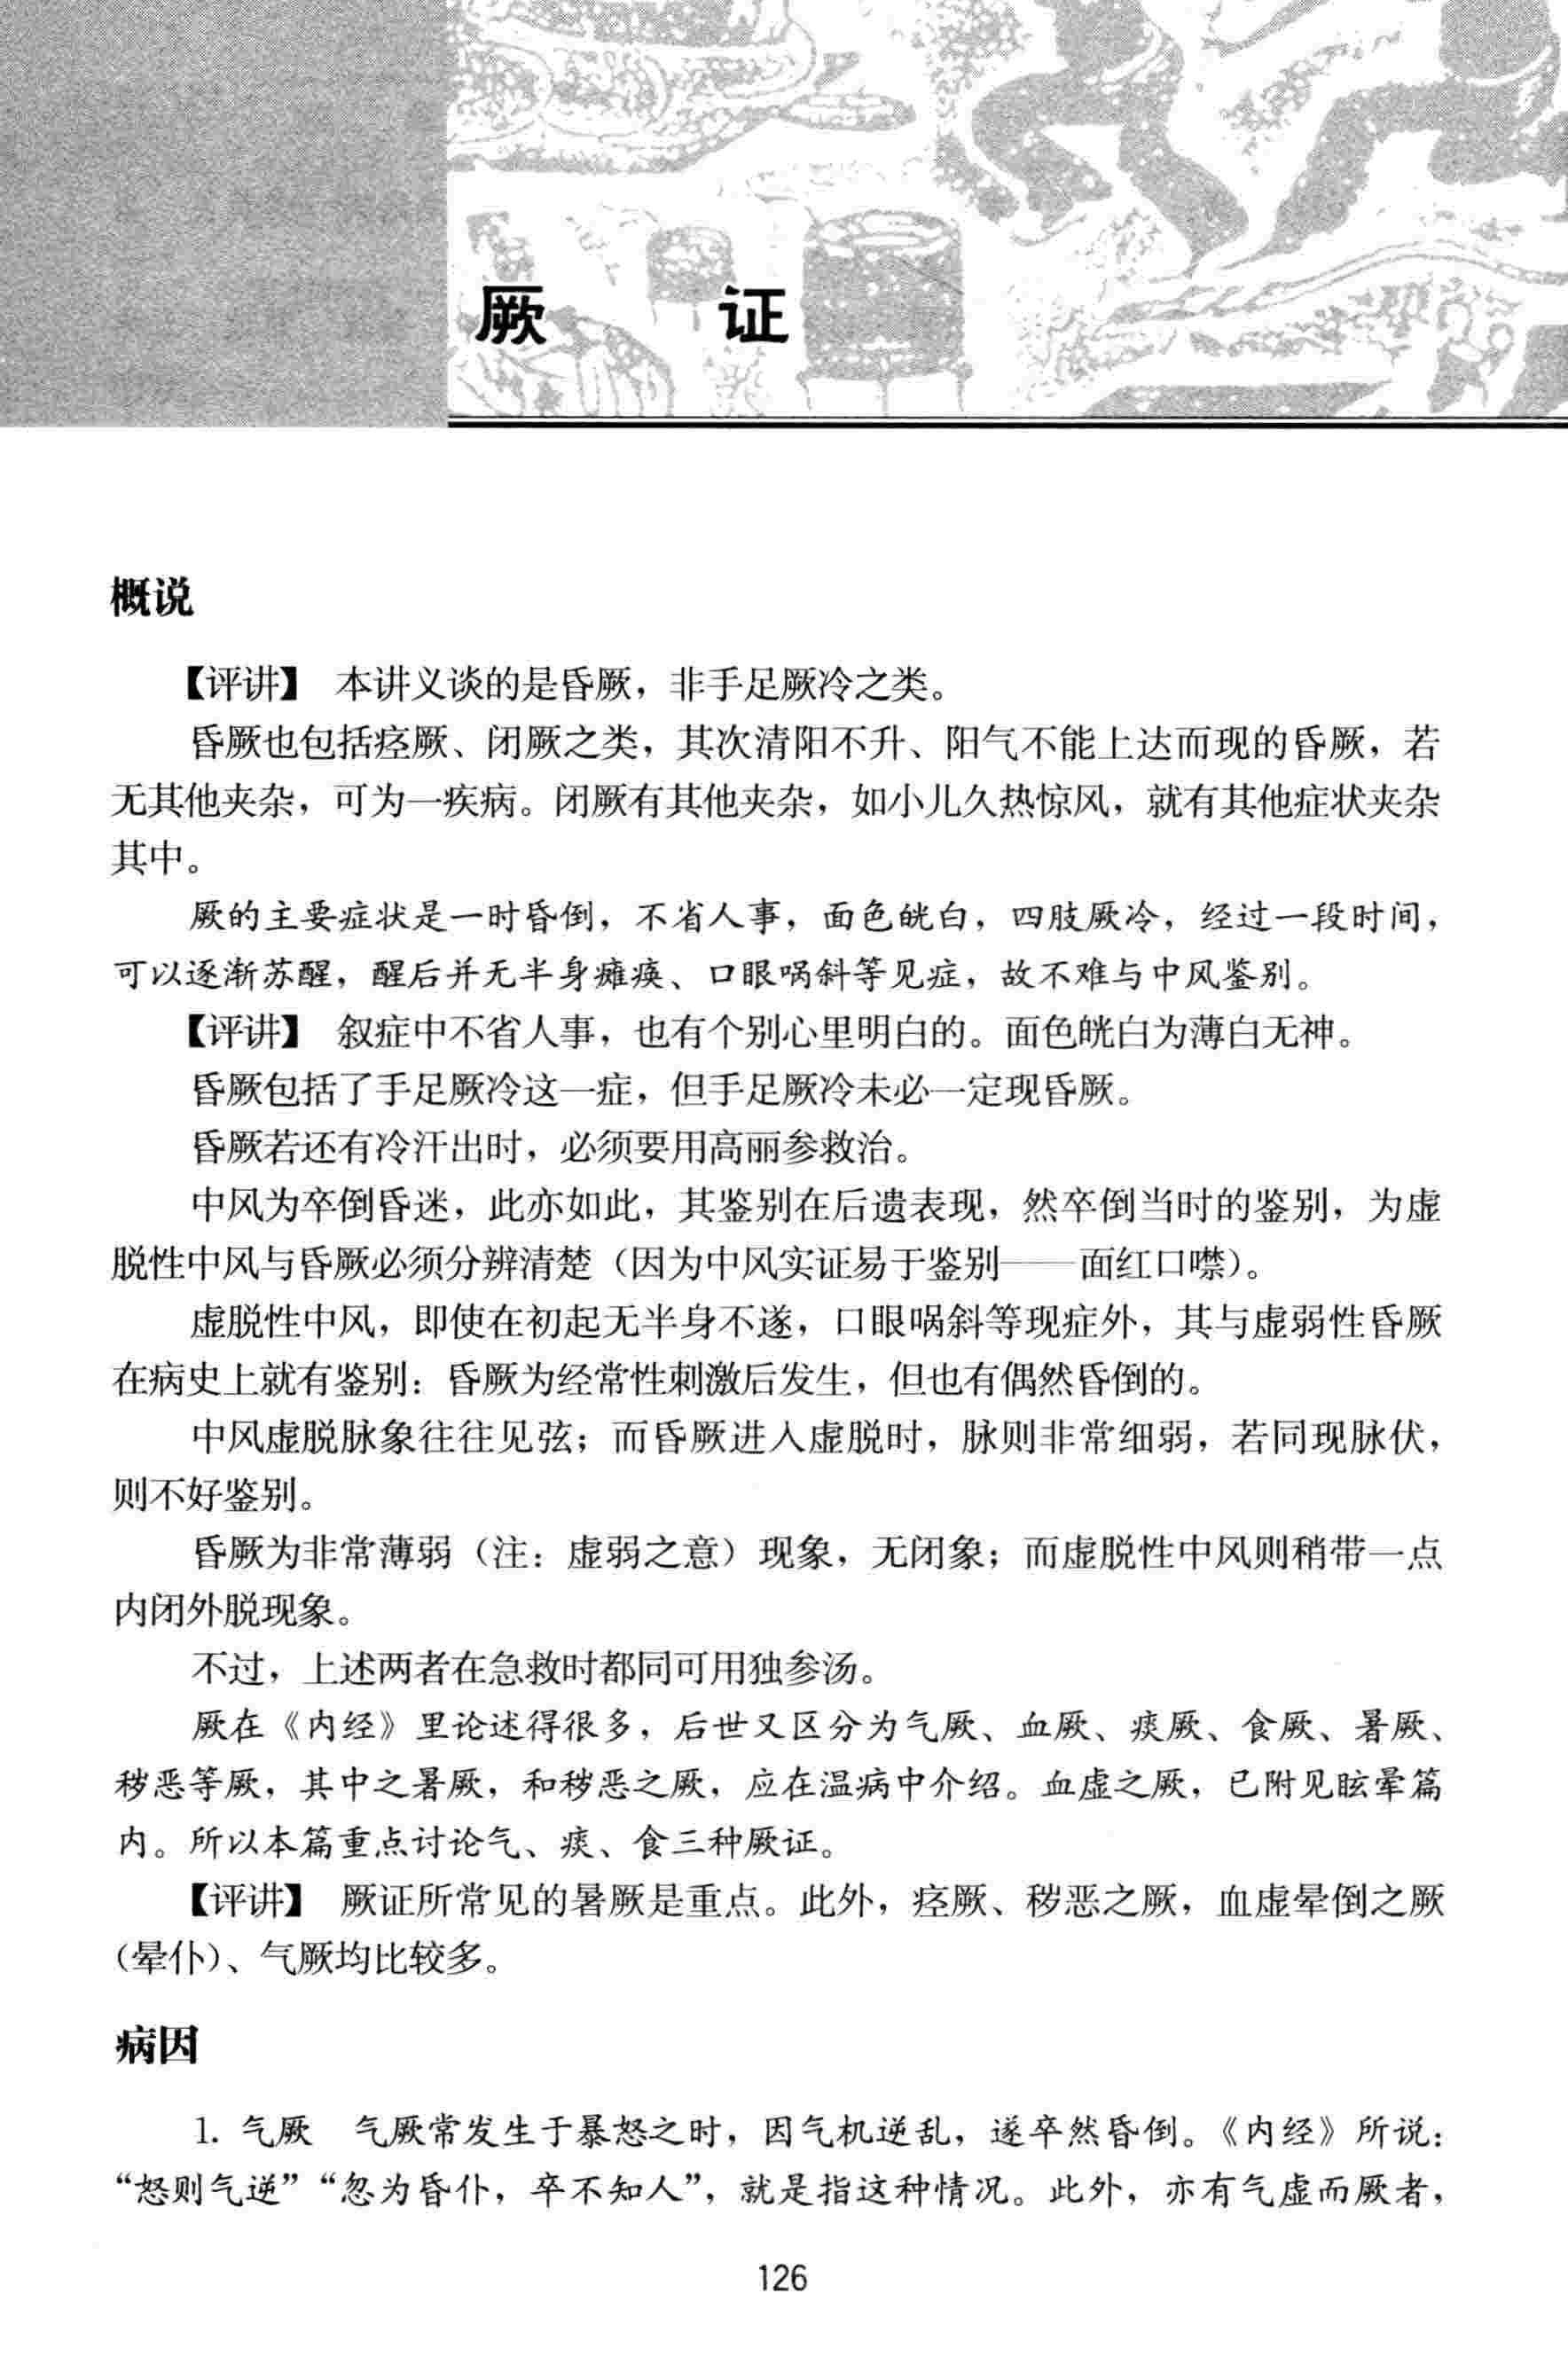 厥 证
概说
【评讲】 本讲义谈的是昏厥，非手足厥冷之类。
昏厥也包括痉厥、闭厥之类，其次清阳不升、阳气不能上达而现的昏厥，若
无其他夹杂，可为一疾病。闭厥有其他夹杂，如小儿久热惊风，就有其他症状夹杂
其中。
厥的主要症状是一时昏倒，不省人事，面色㿠白，四肢厥冷，经过一段时间，
可以逐渐苏醒，醒后并无半身瘫痪、口眼㖞斜等见症，故不难与中风鉴别。
【评讲】 叙症中不省人事，也有个别心里明白的。面色㿠白为薄白无神。
昏厥包括了手足厥冷这一症，但手足厥冷未必一定现昏厥。
昏厥若还有冷汗出时，必须要用高丽参救治。
中风为卒倒昏迷，此亦如此，其鉴别在后遗表现，然卒倒当时的鉴别，为虚
脱性中风与昏厥必须分辨清楚（因为中风实证易于鉴别——面红口噤）。
虚脱性中风，即使在初起无半身不遂，口眼㖞斜等现症外，其与虚弱性昏厥
在病史上就有鉴别：昏厥为经常性刺激后发生，但也有偶然昏倒的。
中风虚脱脉象往往见弦；而昏厥进入虚脱时，脉则非常细弱，若同现脉伏，
则不好鉴别。
昏厥为非常薄弱（注：虚弱之意）现象，无闭象；而虚脱性中风则稍带一点
内闭外脱现象。
不过，上述两者在急救时都同可用独参汤。
厥在《内经》里论述得很多，后世又区分为气厥、血厥、痰厥、食厥、暑厥、
秽恶等厥，其中之暑厥，和秽恶之厥，应在温病中介绍。血虚之厥，已附见眩晕篇
内。所以本篇重点讨论气、痰、食三种厥证。
【评讲】 厥证所常见的暑厥是重点。此外，痉厥、秽恶之厥，血虚晕倒之厥
（晕仆）、气厥均比较多。
病因
1. 气厥 气厥常发生于暴怒之时，因气机逆乱，遂卒然昏倒。《内经》所说：
“怒则气逆”“忽为昏仆，卒不知人”，就是指这种情况。此外，亦有气虚而厥者，
126